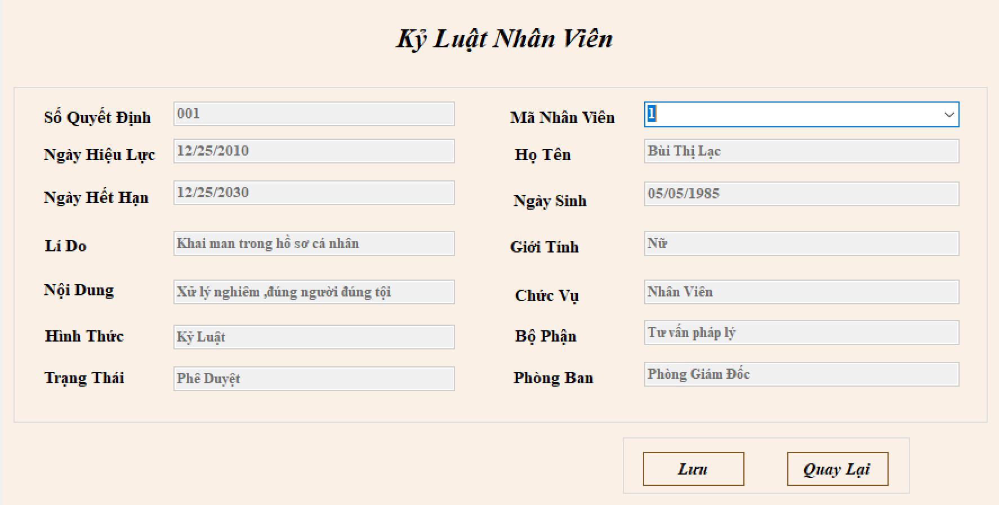 Kỷ Luật Nhân Viên
Số Quyết Định 001 Mã Nhân Viên 1
Ngày Hiệu Lực 12/25/2010 Họ Tên Bùi Thị Lạc
Ngày Hết Hạn 12/25/2030 Ngày Sinh 05/05/1985
Lí Do Khai man trong hồ sơ cá nhân Giới Tính Nữ
Nội Dung Xử lý nghiêm ,đúng người đúng tội Chức Vụ Nhân Viên
Hình Thức Kỷ Luật Bộ Phận Tư vấn pháp lý
Trạng Thái Phê Duyệt Phòng Ban Phòng Giám Đốc
Lưu Quay Lại